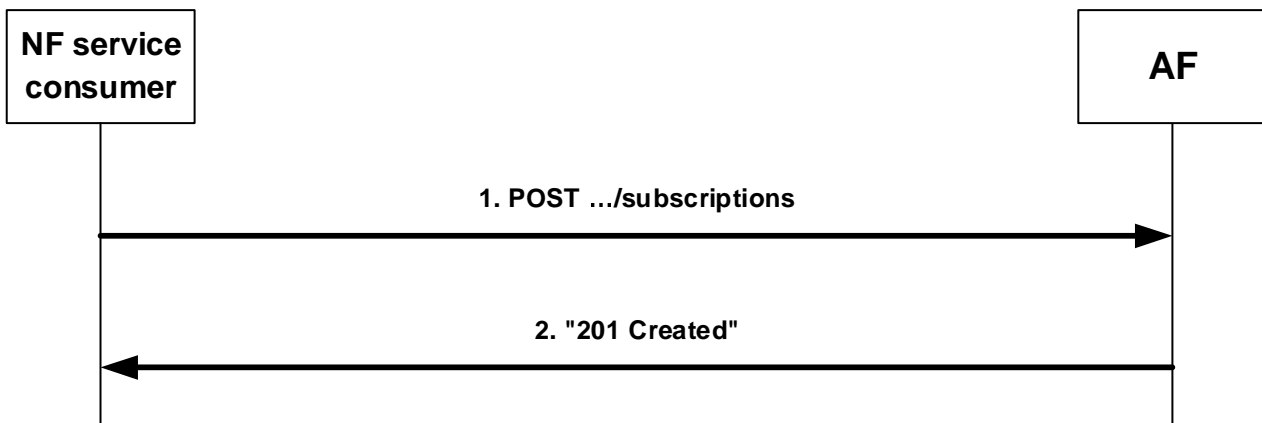 NF service
consumer
AF
1. POST .../subscriptions
2. "201 Created"